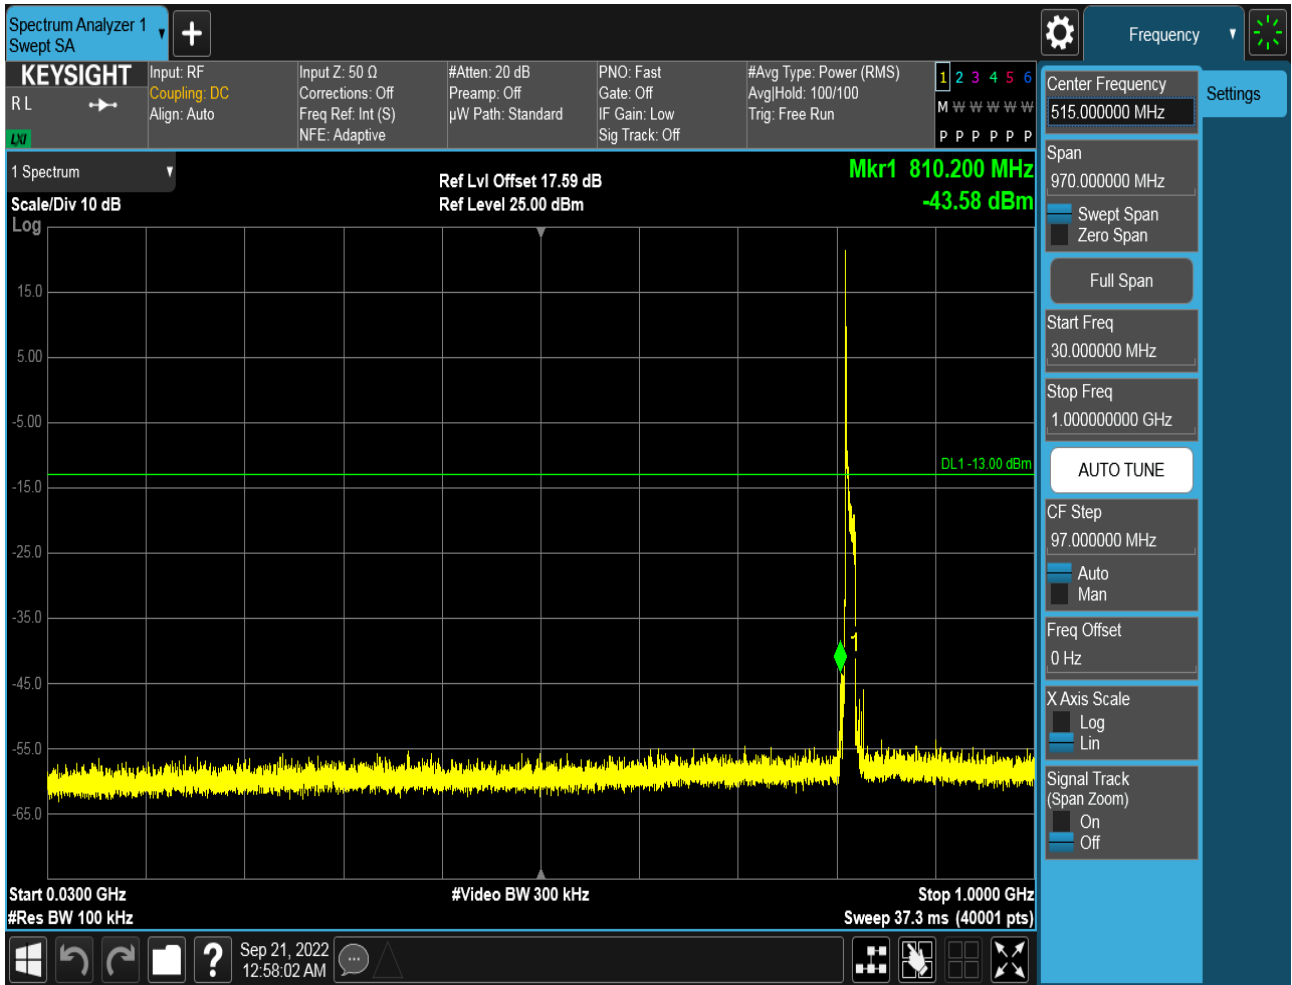 Spectrum Analyzer 1
Swept SA
Frequency
KEYSIGHT
R L
LXI
Input: RF
Coupling: DC
Align: Auto
Input Z: 50 Ω
Corrections: Off
Freq Ref: Int (S)
NFE: Adaptive
#Atten: 20 dB
Preamp: Off
µW Path: Standard
PNO: Fast
Gate: Off
IF Gain: Low
Sig Track: Off
#Avg Type: Power (RMS)
Avg|Hold: 100/100
Trig: Free Run
1 2 3 4 5 6
M W W W W W
P P P P P P
1 Spectrum
Scale/Div 10 dB
Log
Ref Lvl Offset 17.59 dB
Ref Level 25.00 dBm
Mkr1 810.200 MHz
-43.58 dBm
15.0
5.00
-5.00
-15.0
-25.0
-35.0
-45.0
-55.0
-65.0
DL1 -13.00 dBm
1
Start 0.0300 GHz
#Res BW 100 kHz
#Video BW 300 kHz
Stop 1.0000 GHz
Sweep 37.3 ms (40001 pts)
Center Frequency
515.000000 MHz
Settings
Span
970.000000 MHz
Swept Span
Zero Span
Full Span
Start Freq
30.000000 MHz
Stop Freq
1.000000000 GHz
AUTO TUNE
CF Step
97.000000 MHz
Auto
Man
Freq Offset
0 Hz
X Axis Scale
Log
Lin
Signal Track
(Span Zoom)
On
Off
?
Sep 21, 2022
12:58:02 AM